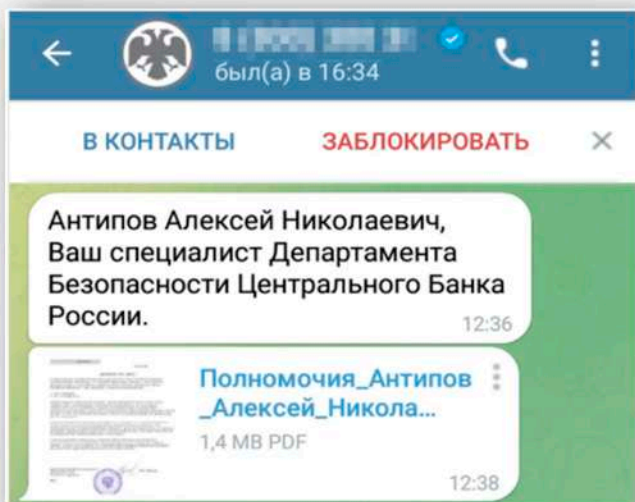 был(а) в 16:34
В КОНТАКТЫ ЗАБЛОКИРОВАТЬ
Антипов Алексей Николаевич,
Ваш специалист Департамента
Безопасности Центрального Банка
России.
12:36
Полномочия_Антипов
_Алексей_Никола...
1,4 MB PDF
12:38